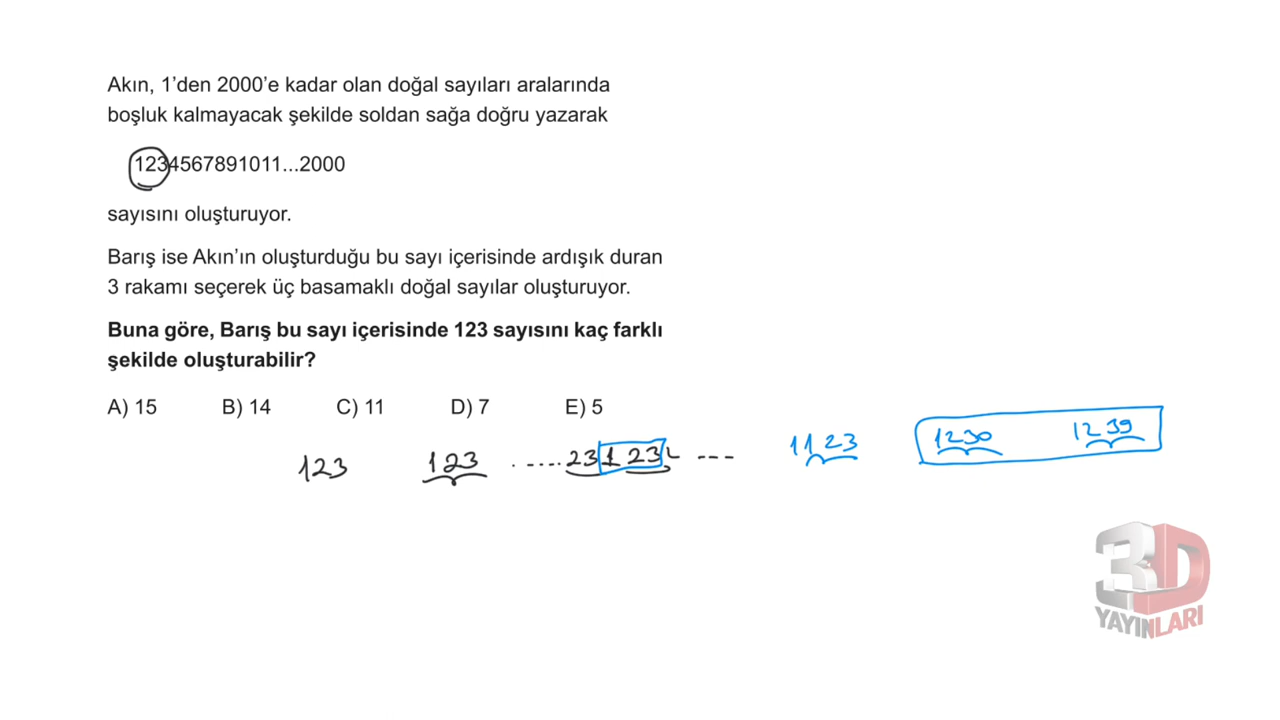 Akın, 1’den 2000’e kadar olan doğal sayıları aralarında
boşluk kalmayacak şekilde soldan sağa doğru yazarak
1234567891011...2000
sayısını oluşturuyor.
Barış ise Akın’ın oluşturduğu bu sayı içerisinde ardışık duran
3 rakamı seçerek üç basamaklı doğal sayılar oluşturuyor.
Buna göre, Barış bu sayı içerisinde 123 sayısını kaç farklı
şekilde oluşturabilir?
A) 15 B) 14 C) 11 D) 7 E) 5
123 123 ..... 231 232 --- 1123 1230 1239
3D
YAYINLARI